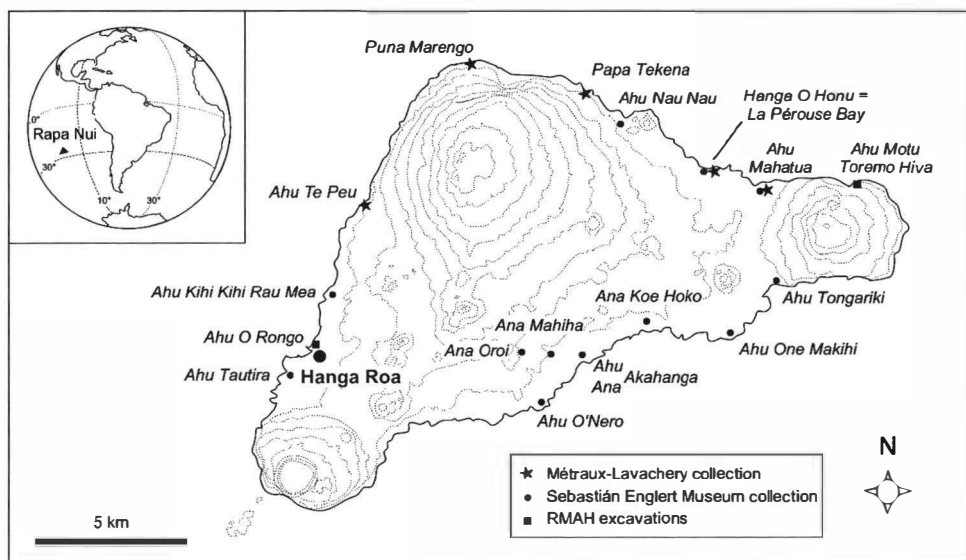 Rapa Nui
0°
30°
10°
30°
Puna Marengo
Papa Tekena
Ahu Nau Nau
Hanga O Honu =
La Pérouse Bay
Ahu
Mahatua
Ahu Motu
Toremo Hiva
Ahu Te Peu
Ahu Kihi Kihi Rau Mea
Ahu O Rongo
Hanga Roa
Ahu Tautira
Ana Koe Hoko
Ahu Tongariki
Ana Mahiha
Ana Oroi
Ahu One Makihi
Ahu Akahanga
Ana
Ahu O'Nero
N
Métraux-Lavachery collection
Sebastián Englert Museum collection
RMAH excavations
5 km